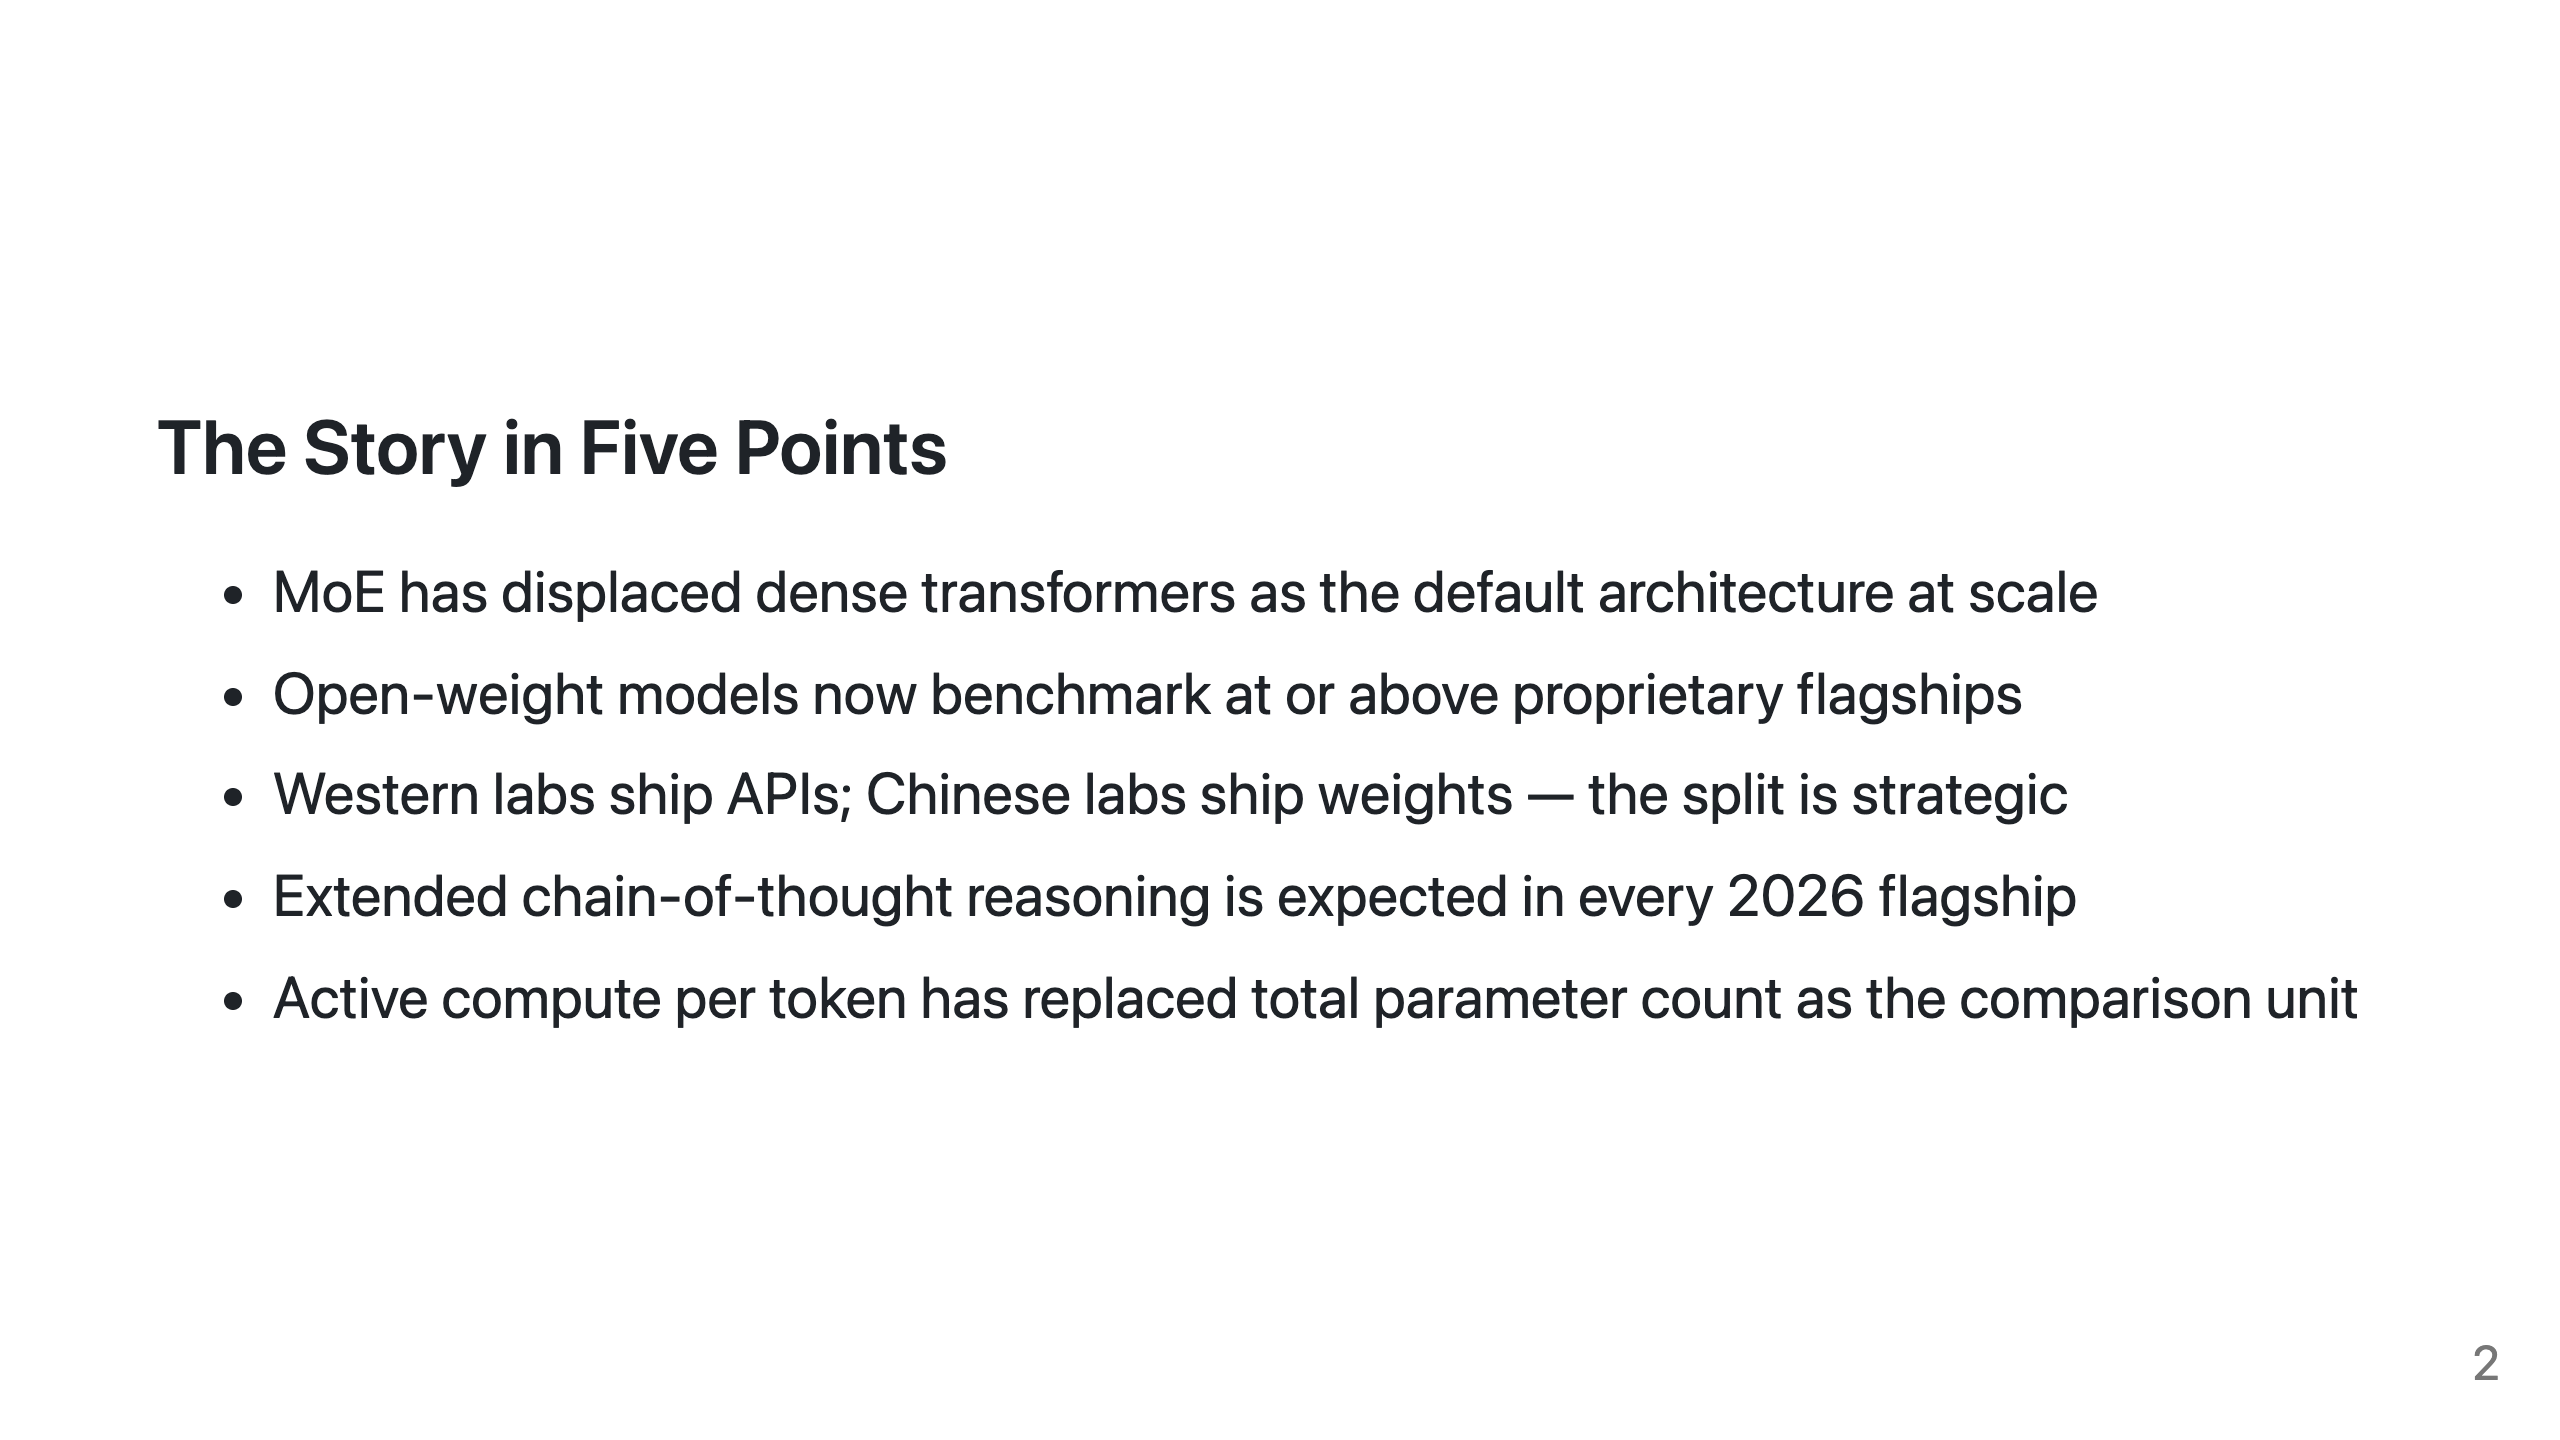 The Story in Five Points
• MoE has displaced dense transformers as the default architecture at scale
• Open-weight models now benchmark at or above proprietary flagships
• Western labs ship APIs; Chinese labs ship weights — the split is strategic
• Extended chain-of-thought reasoning is expected in every 2026 flagship
• Active compute per token has replaced total parameter count as the comparison unit
2